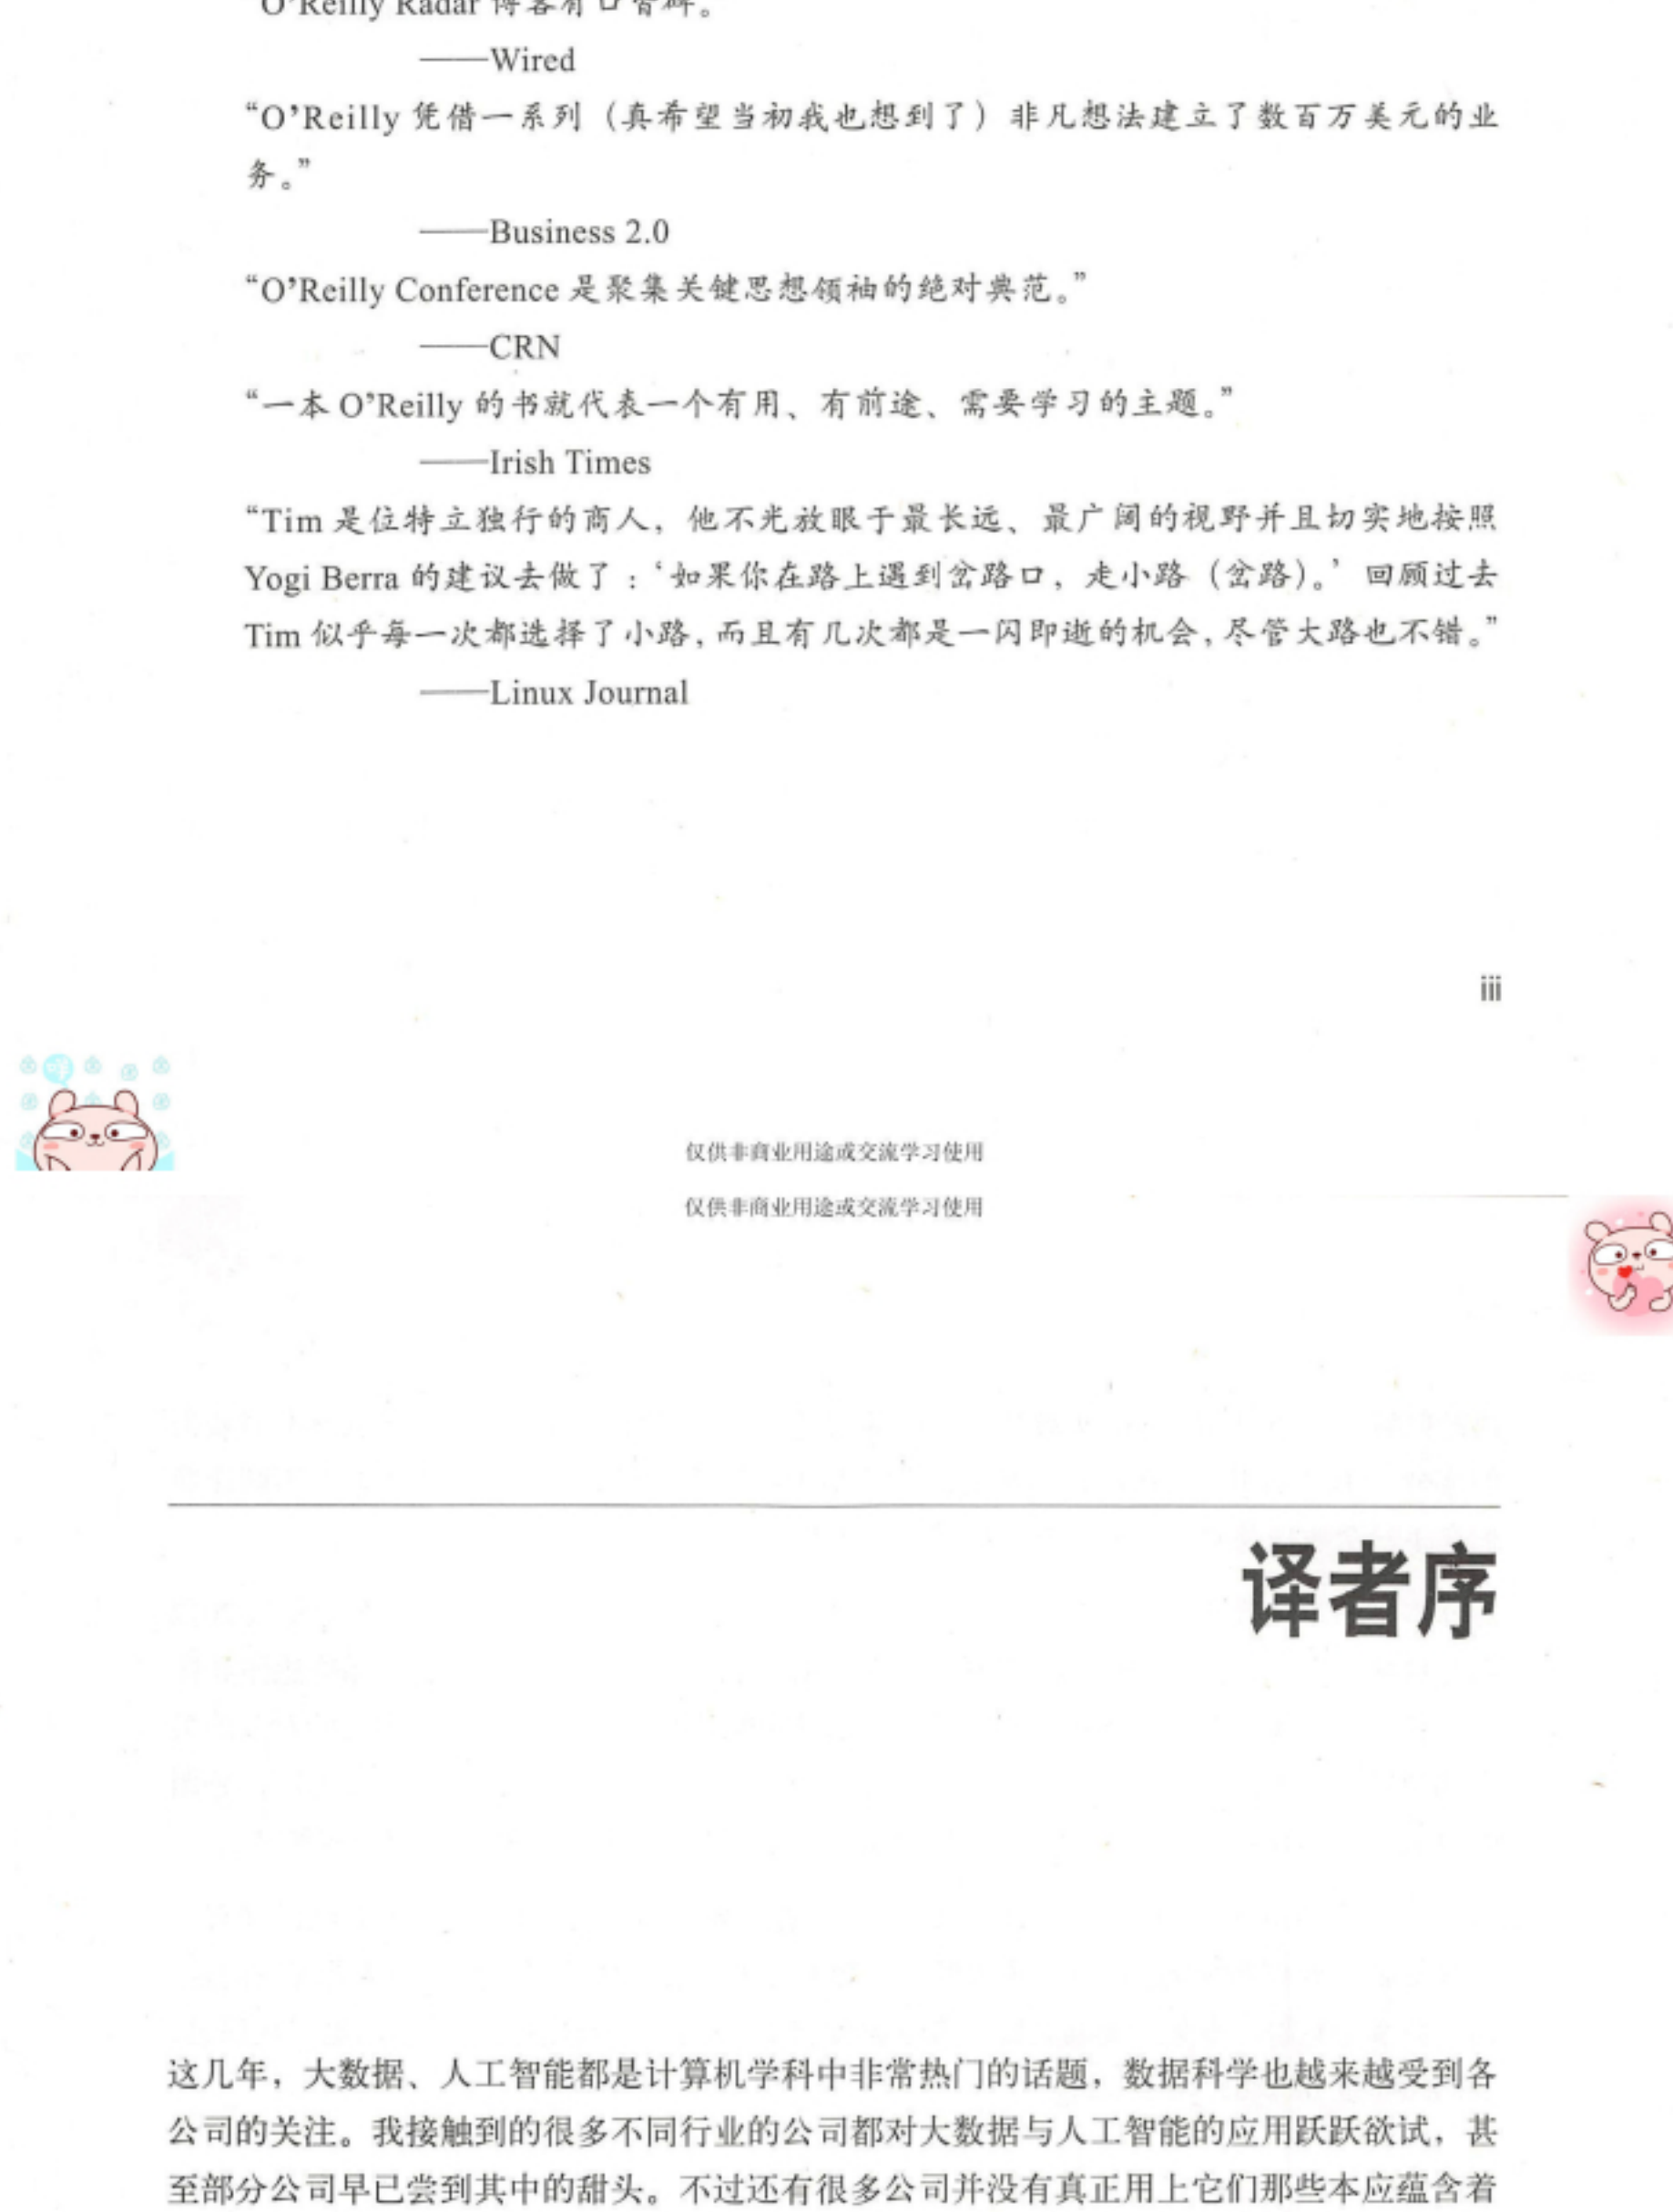 “O’Reilly Radar 博客有口皆碑。”
——Wired
“O’Reilly 凭借一系列（真希望当初我也想到了）非凡想法建立了数百万美元的业
务。”
——Business 2.0
“O’Reilly Conference 是聚集关键思想领袖的绝对典范。”
——CRN
“一本 O’Reilly 的书就代表一个有用、有前途、需要学习的主题。”
——Irish Times
“Tim 是位特立独行的商人，他不光放眼于最长远、最广阔的视野并且切实地按照
Yogi Berra 的建议去做了：‘如果你在路上遇到岔路口，走小路（岔路）。’回顾过去
Tim 似乎每一次都选择了小路，而且有几次都是一闪即逝的机会，尽管大路也不错。”
——Linux Journal
iii
仅供非商业用途或交流学习使用
仅供非商业用途或交流学习使用
译者序
这几年，大数据、人工智能都是计算机学科中非常热门的话题，数据科学也越来越受到各
公司的关注。我接触到的很多不同行业的公司都对大数据与人工智能的应用跃跃欲试，甚
至部分公司早已尝到其中的甜头。不过还有很多公司并没有真正用上它们那些本应蕴含着